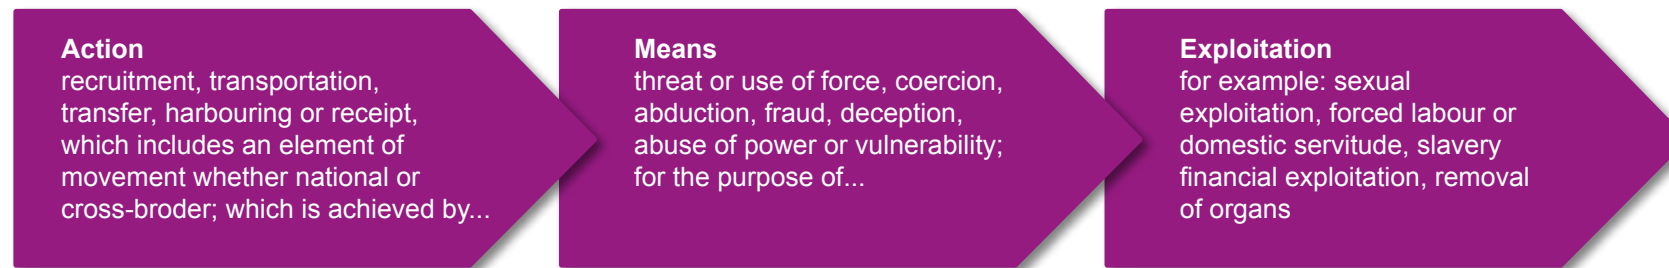 Action
recruitment, transportation,
transfer, harbouring or receipt,
which includes an element of
movement whether national or
cross-broder; which is achieved by...
Means
threat or use of force, coercion,
abduction, fraud, deception,
abuse of power or vulnerability;
for the purpose of...
Exploitation
for example: sexual
exploitation, forced labour or
domestic servitude, slavery
financial exploitation, removal
of organs